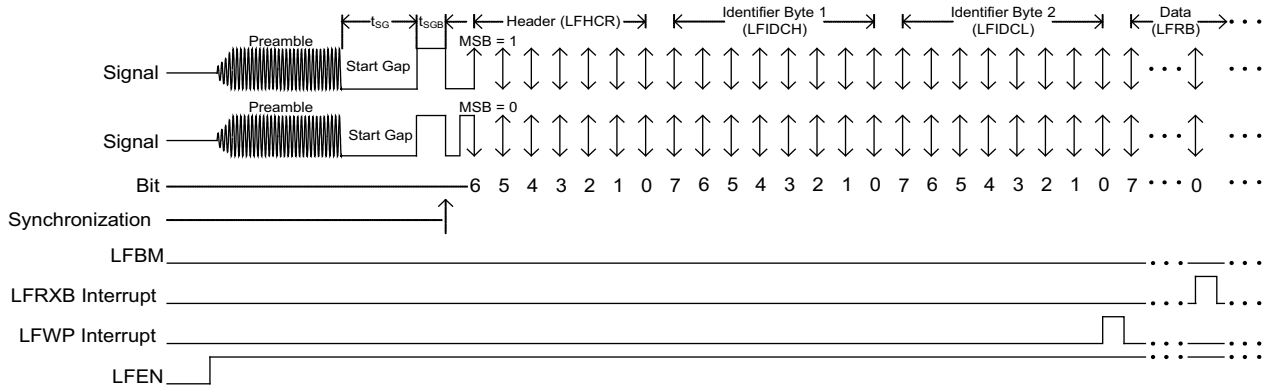 tSG tSGB Header (LFHCR) Identifier Byte 1 (LFIDCH) Identifier Byte 2 (LFIDCL) Data (LFRB) • • •
Preamble MSB = 1
Signal Start Gap • • • • • •
Preamble MSB = 0
Signal Start Gap • • • • • •
Bit 6 5 4 3 2 1 0 7 6 5 4 3 2 1 0 7 6 5 4 3 2 1 0 7 • • • 0 • • •
Synchronization
LFBM • • • • • •
LFRXB Interrupt • • • • • •
LFWP Interrupt • • • • • •
LFEN • • • • • •